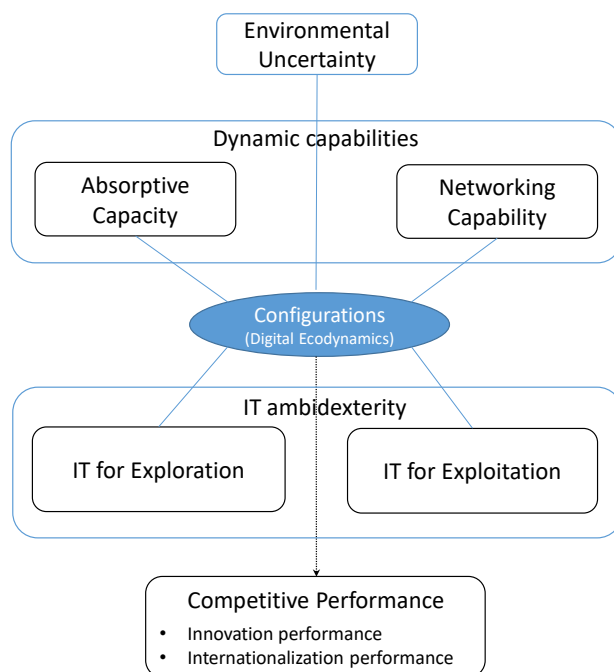 Environmental
Uncertainty
Dynamic capabilities
Absorptive
Capacity
Networking
Capability
Configurations
(Digital Ecodynamics)
IT ambidexterity
IT for Exploration
IT for Exploitation
Competitive Performance
• Innovation performance
• Internationalization performance